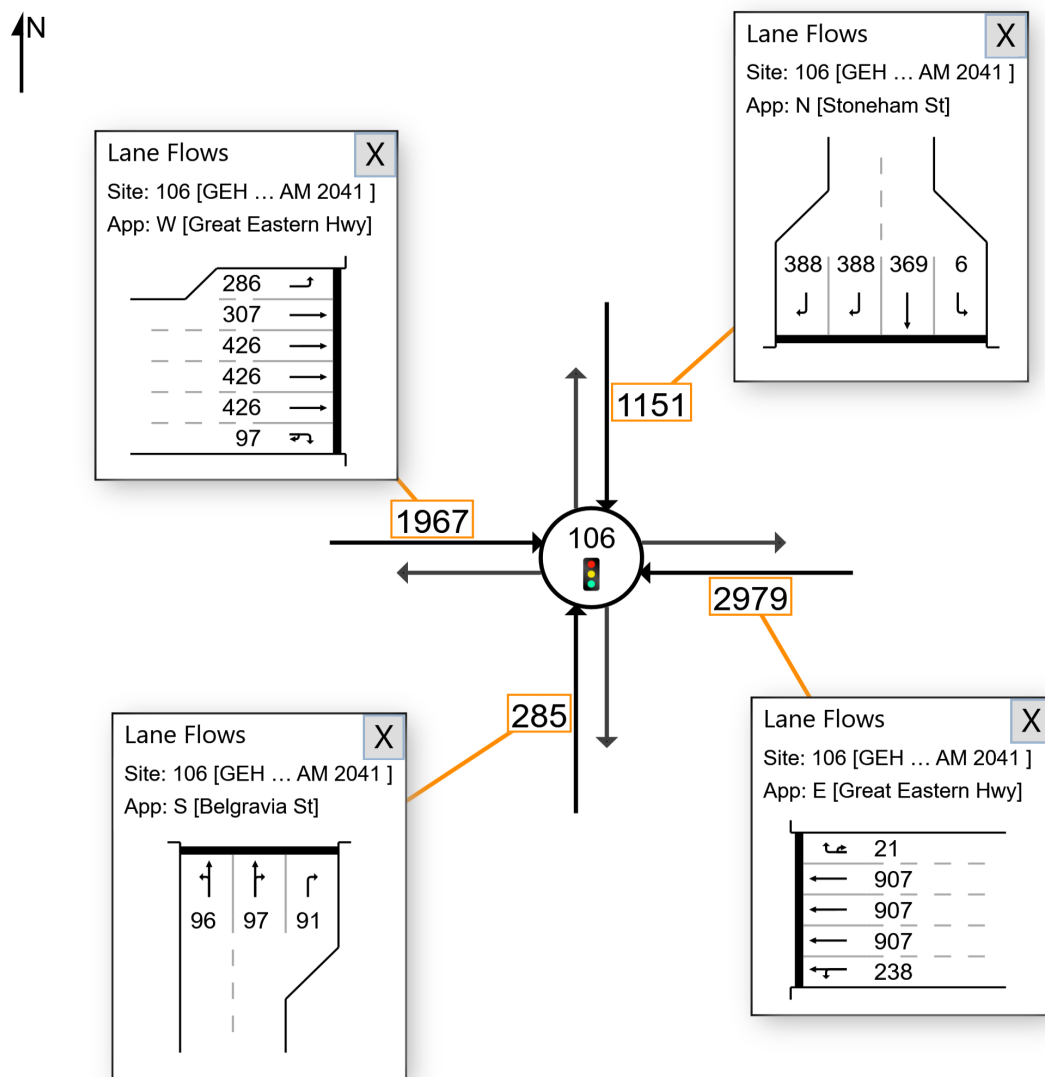 N
Lane Flows X
Site: 106 [GEH ... AM 2041 ]
App: N [Stoneham St]
388 388 369 6
Lane Flows X
Site: 106 [GEH ... AM 2041 ]
App: W [Great Eastern Hwy]
286
307
426
426
426
97
1151
1967
106
2979
285
Lane Flows X
Site: 106 [GEH ... AM 2041 ]
App: S [Belgravia St]
96 97 91
Lane Flows X
Site: 106 [GEH ... AM 2041 ]
App: E [Great Eastern Hwy]
21
907
907
907
238